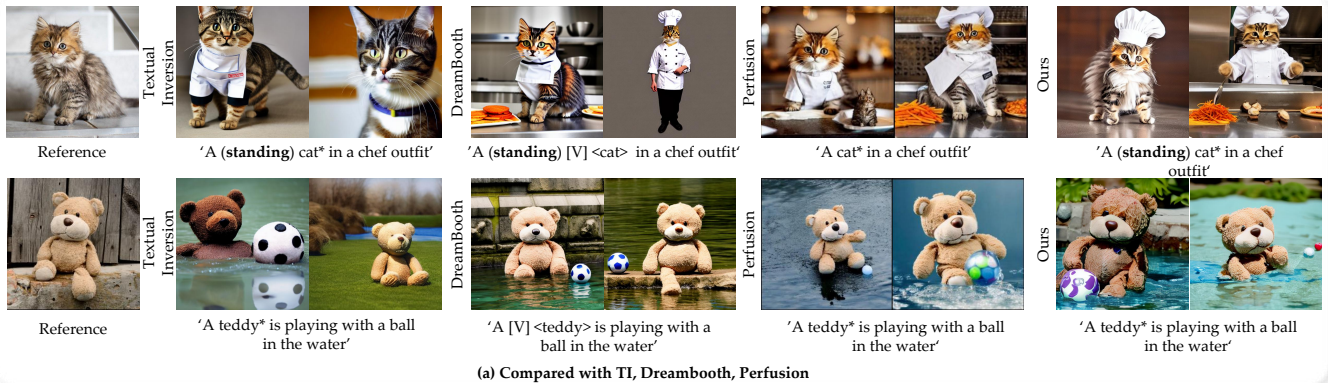 Textual
Inversion
DreamBooth
Perfusion
Ours
Reference
‘A (standing) cat* in a chef outfit’
’A (standing) [V] <cat> in a chef outfit‘
’A cat* in a chef outfit’
’A (standing) cat* in a chef
outfit‘
Textual
Inversion
DreamBooth
Perfusion
Ours
Reference
‘A teddy* is playing with a ball
in the water’
‘A [V] <teddy> is playing with a
ball in the water’
’A teddy* is playing with a ball
in the water‘
‘A teddy* is playing with a ball
in the water‘
(a) Compared with TI, Dreambooth, Perfusion